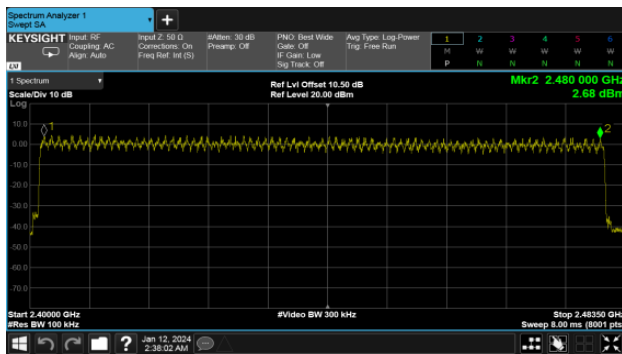 Spectrum Analyzer 1
Swept SA
+
KEYSIGHT
Input: RF
Coupling: AC
Align: Auto
Input Z: 50 Ω
Corrections: On
Freq Ref: Int (S)
#Atten: 30 dB
Preamp: Off
PNO: Best Wide
Gate: Off
IF Gain: Low
Sig Track: Off
Avg Type: Log-Power
Trig: Free Run
1 2 3 4 5 6
M W W W W W
P N N N N N
LXI
1 Spectrum
Scale/Div 10 dB
Log
Ref Lvl Offset 10.50 dB
Ref Level 20.00 dBm
Mkr2 2.480 000 GHz
2.68 dBm
10.0
0.00
-10.0
-20.0
-30.0
-40.0
-50.0
-60.0
-70.0
1
2
Start 2.40000 GHz
#Res BW 100 kHz
#Video BW 300 kHz
Stop 2.48350 GHz
Sweep 8.00 ms (8001 pts)
?
Jan 12, 2024
2:38:02 AM